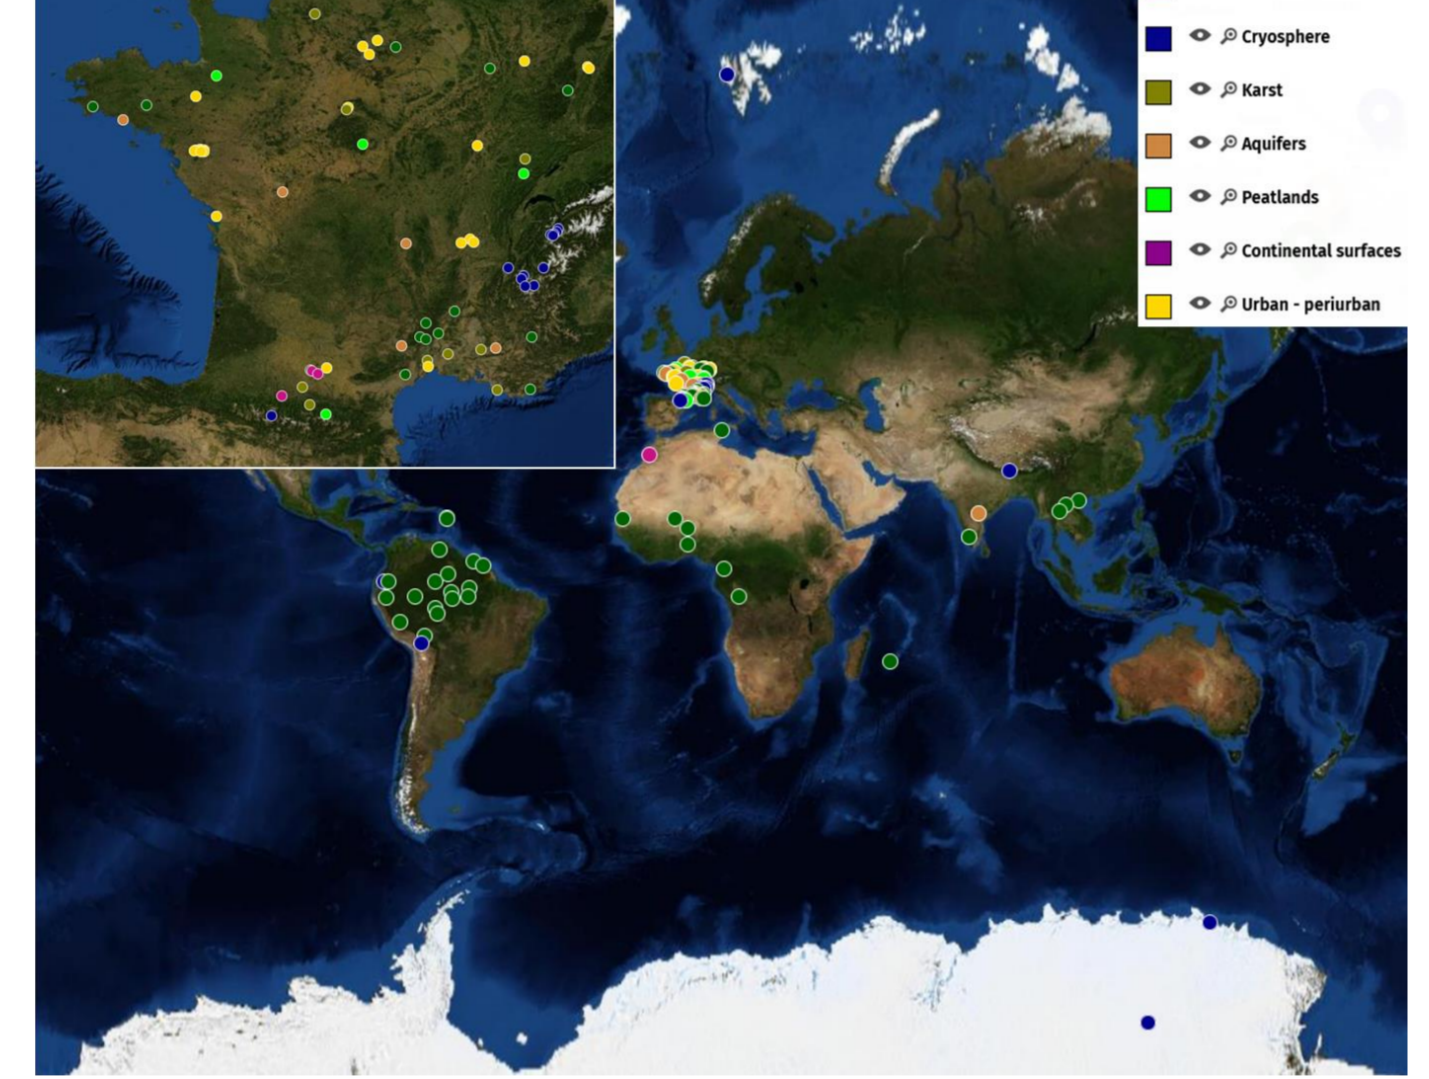 Cryosphere
Karst
Aquifers
Peatlands
Continental surfaces
Urban - periurban